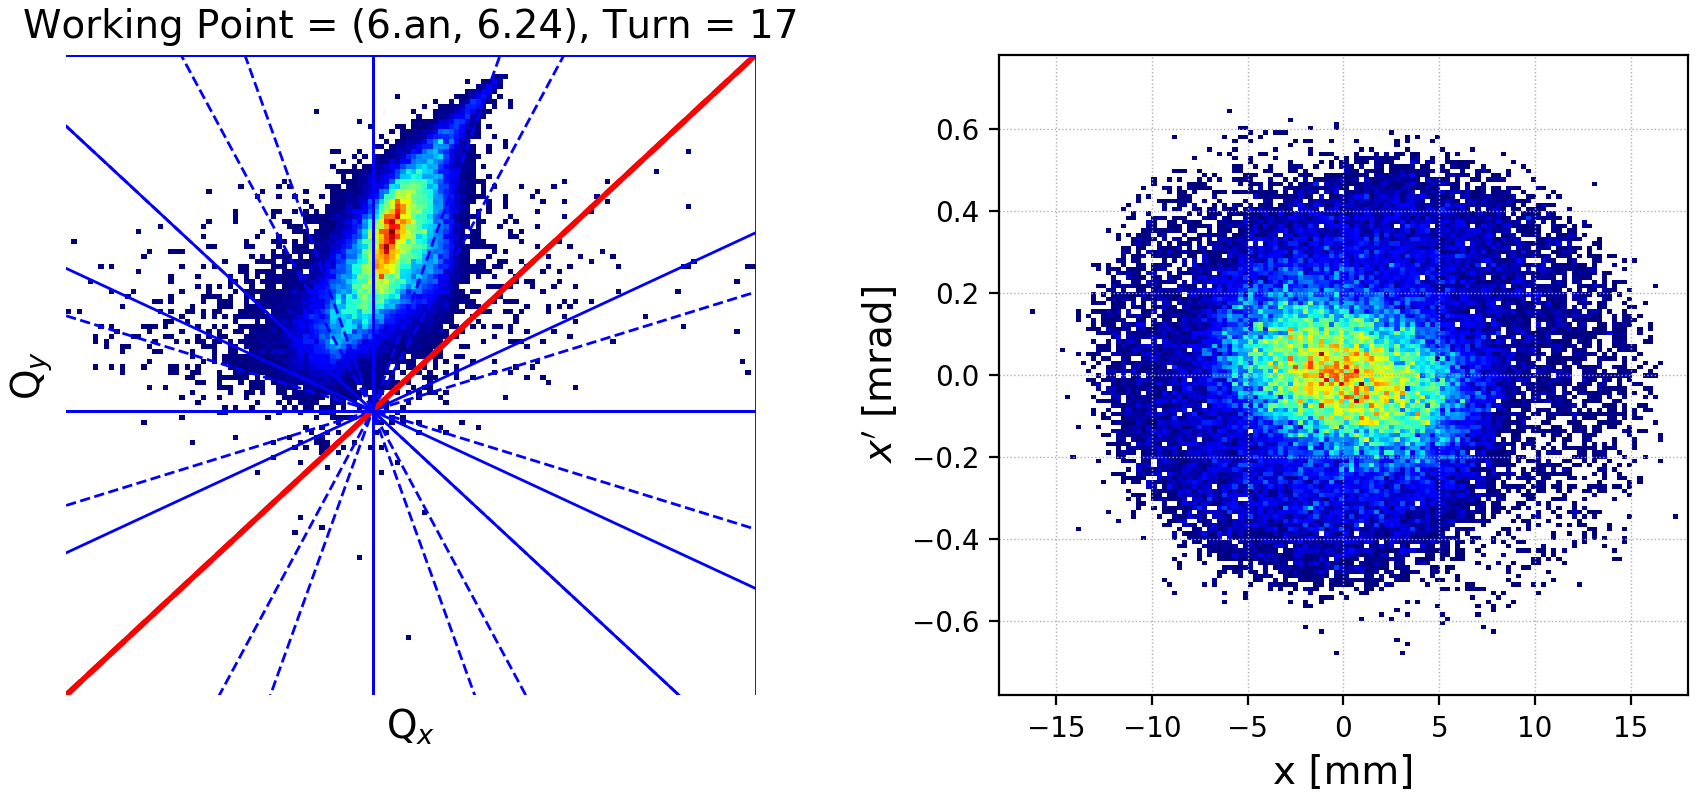 Working Point = (6.an, 6.24), Turn = 17
Q_y
Q_x
x′ [mrad]
0.6
0.4
0.2
0.0
−0.2
−0.4
−0.6
−15 −10 −5 0 5 10 15
x [mm]